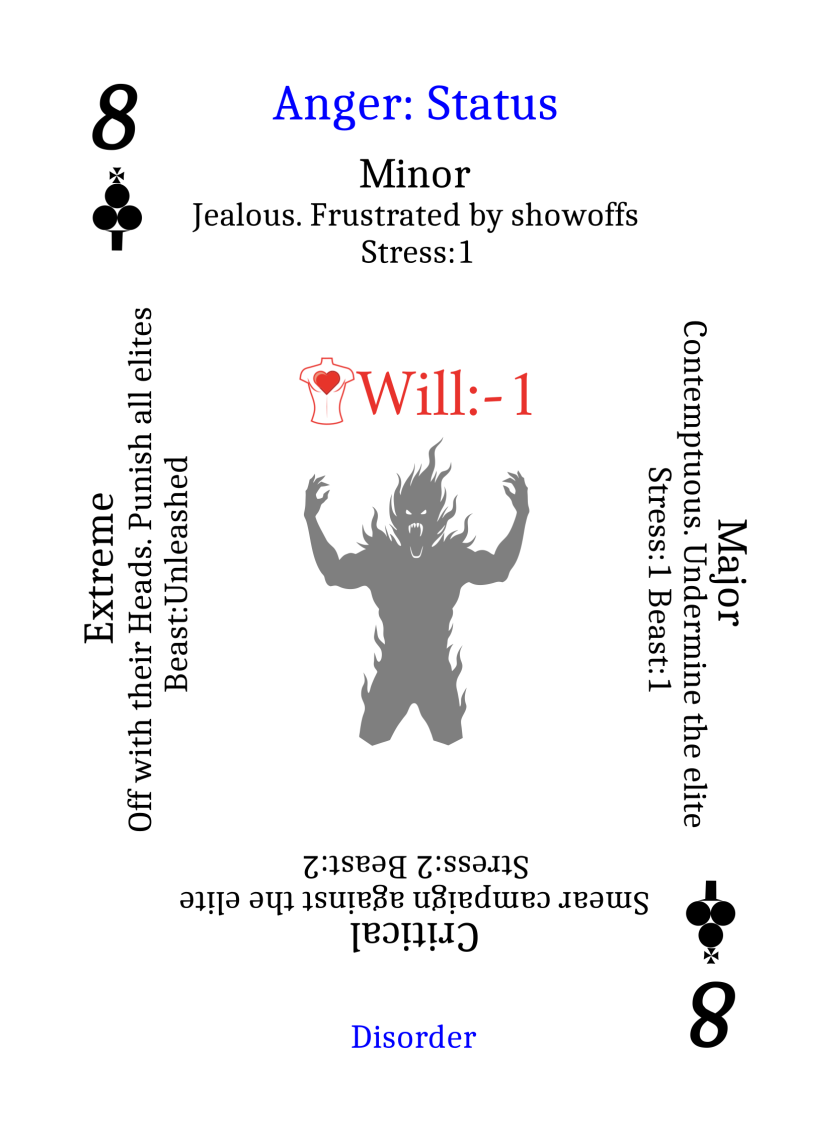 8
Anger: Status
Minor
Jealous. Frustrated by showoffs
Stress:1
Will:-1
Major
Contemptuous. Undermine the elite
Stress:1 Beast:1
Critical
Smear campaign against the elite
Stress:2 Beast:2
Extreme
Off with their Heads. Punish all elites
Beast:Unleashed
8
Disorder